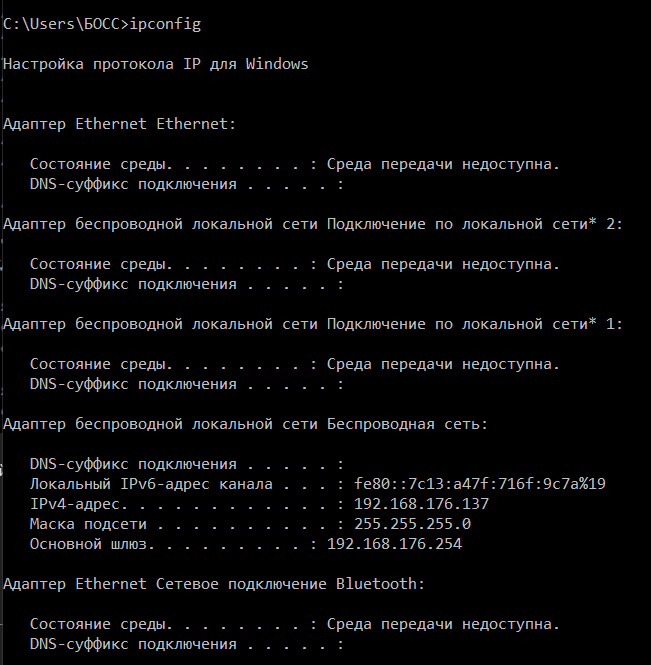 C:\Users\БОСС>ipconfig
Настройка протокола IP для Windows
Адаптер Ethernet Ethernet:
Состояние среды. . . . . . . . : Среда передачи недоступна.
DNS-суффикс подключения . . . . . :
Адаптер беспроводной локальной сети Подключение по локальной сети* 2:
Состояние среды. . . . . . . . : Среда передачи недоступна.
DNS-суффикс подключения . . . . . :
Адаптер беспроводной локальной сети Подключение по локальной сети* 1:
Состояние среды. . . . . . . . : Среда передачи недоступна.
DNS-суффикс подключения . . . . . :
Адаптер беспроводной локальной сети Беспроводная сеть:
DNS-суффикс подключения . . . . . :
Локальный IPv6-адрес канала . . . : fe80::7c13:a47f:716f:9c7a%19
IPv4-адрес. . . . . . . . . . . . : 192.168.176.137
Маска подсети . . . . . . . . . . : 255.255.255.0
Основной шлюз. . . . . . . . . : 192.168.176.254
Адаптер Ethernet Сетевое подключение Bluetooth:
Состояние среды. . . . . . . . : Среда передачи недоступна.
DNS-суффикс подключения . . . . . :